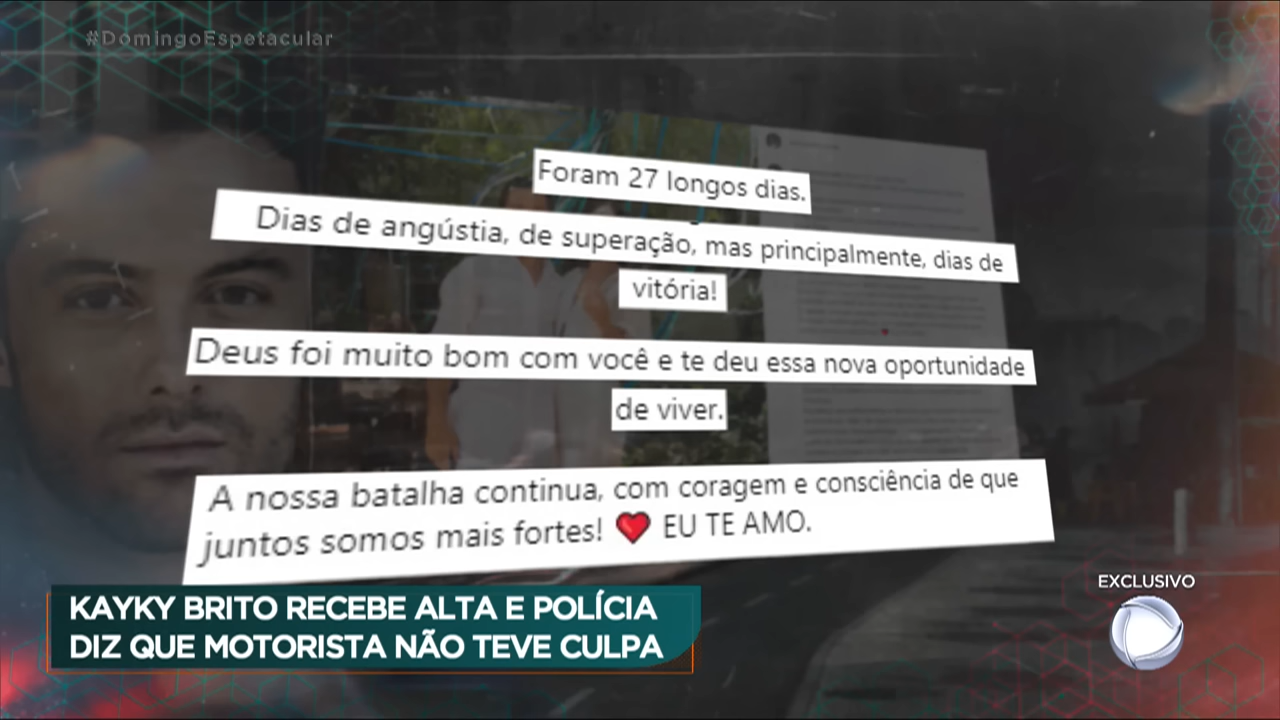 #DomingoEspetacular
Foram 27 longos dias.
Dias de angústia, de superação, mas principalmente, dias de
vitória!
Deus foi muito bom com você e te deu essa nova oportunidade
de viver.
A nossa batalha continua, com coragem e consciência de que
juntos somos mais fortes! ❤️ EU TE AMO.
EXCLUSIVO
KAYKY BRITO RECEBE ALTA E POLÍCIA
DIZ QUE MOTORISTA NÃO TEVE CULPA